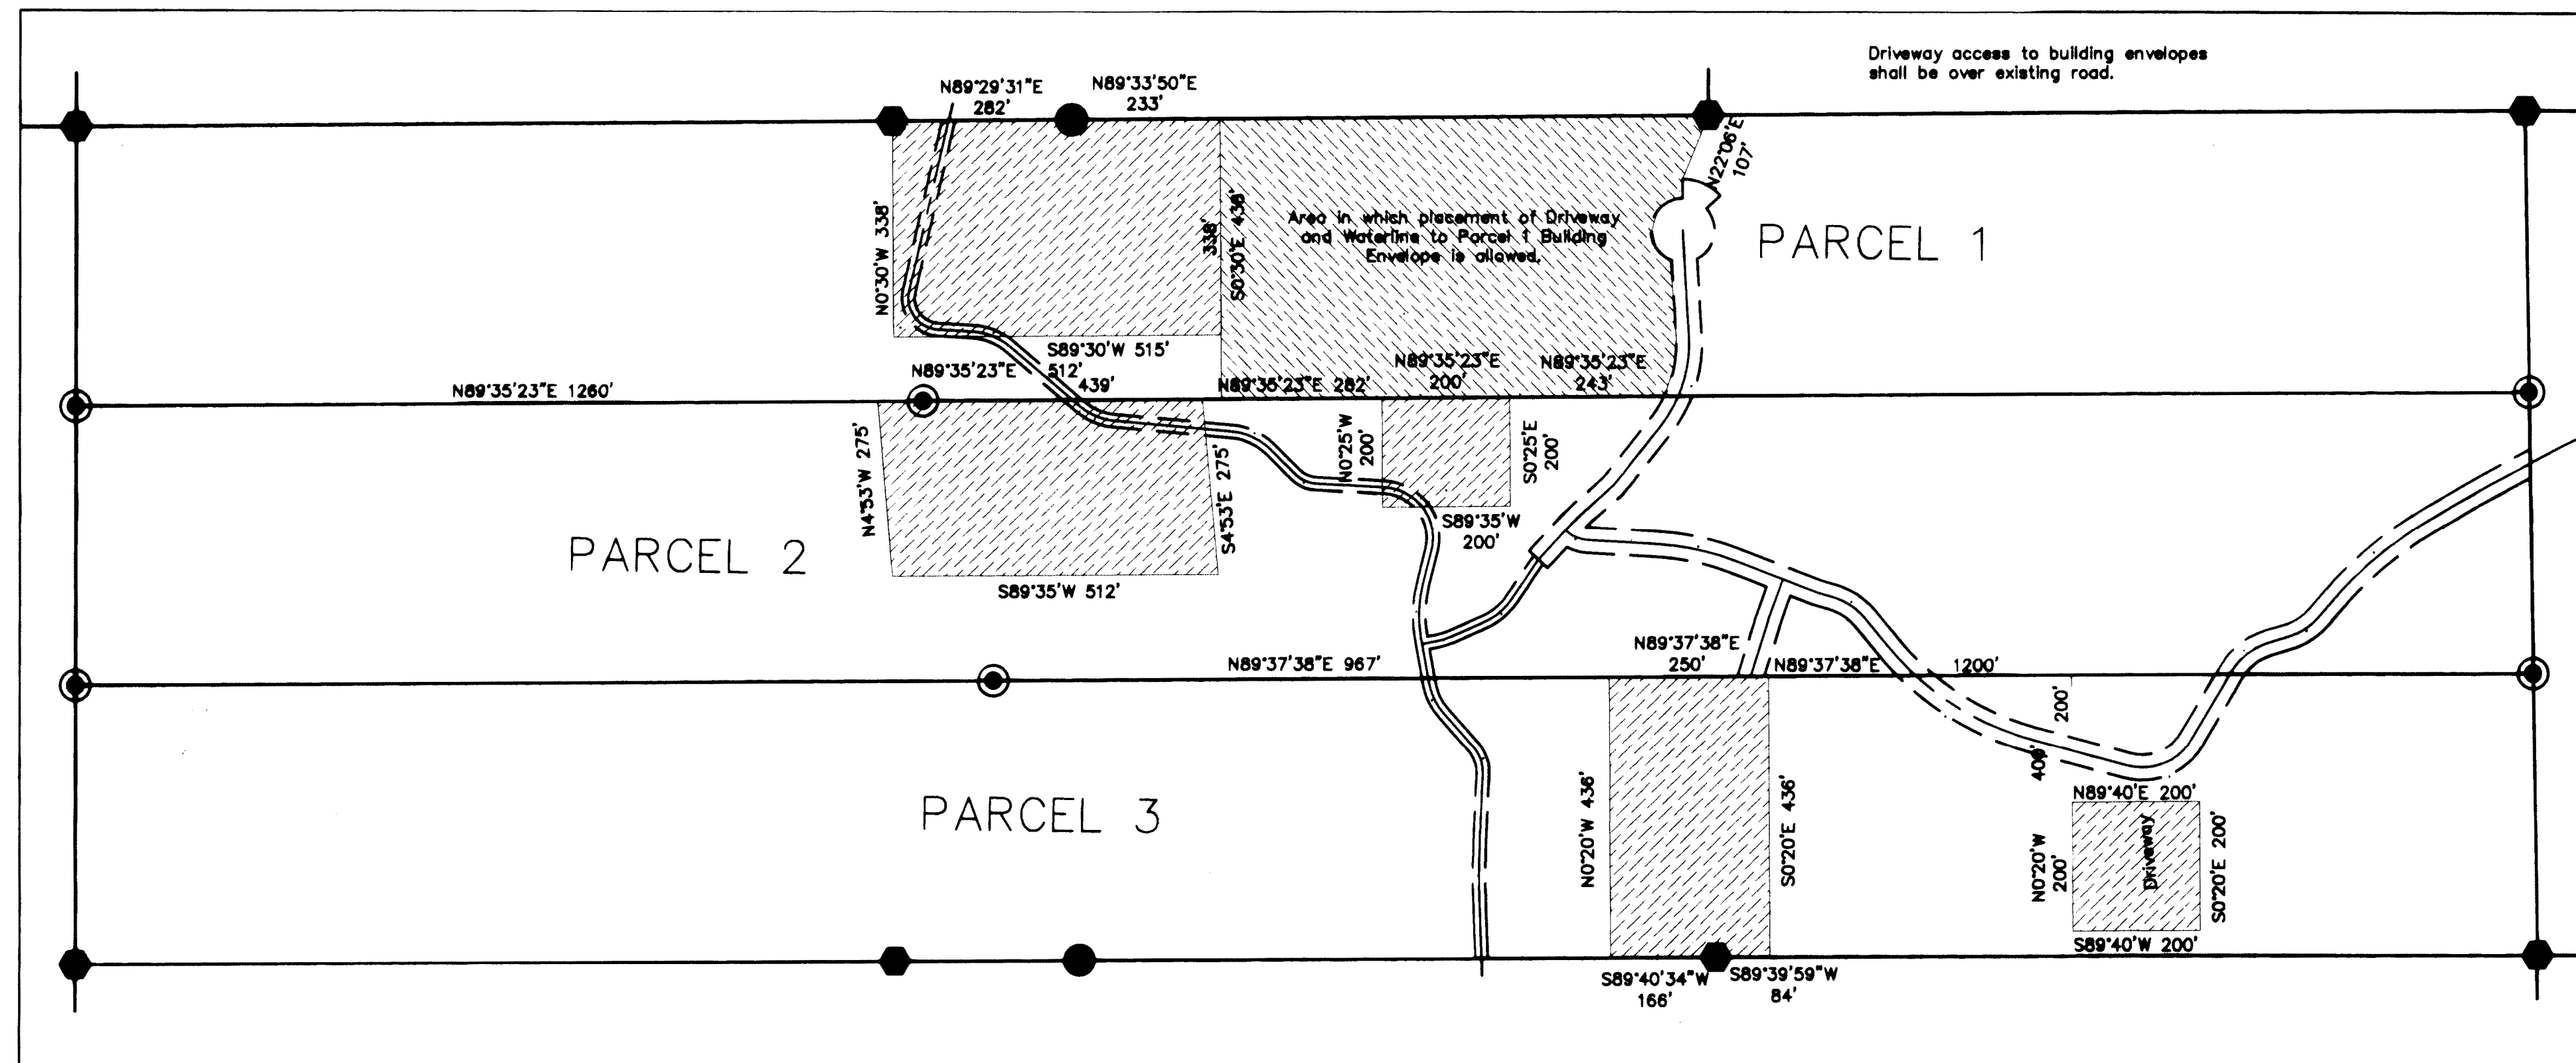 Driveway access to building envelopes
shall be over existing road.
N89°29'31"E
282'
N89°33'50"E
233'
N22°06'E
107'
N0°30'W 338'
338'
S0°30'E 436'
Area in which placement of Driveway
and Waterline to Parcel 1 Building
Envelope is allowed.
PARCEL 1
S89°30'W 515'
N89°35'23"E 1260'
N89°35'23"E 512'
439'
N89°35'23"E 282'
N89°35'23"E
200'
N89°35'23"E
243'
N4°53'W 275'
S4°53'E 275'
N0°25'W
200'
S0°25'E
200'
S89°35'W
200'
PARCEL 2
S89°35'W 512'
N89°37'38"E 967'
N89°37'38"E
250'
N89°37'38"E 1200'
200'
400'
PARCEL 3
N0°20'W 436'
S0°20'E 436'
N89°40'E 200'
N0°20'W
200'
Driveway
S0°20'E 200'
S89°40'W 200'
S89°40'34"W
166'
S89°39'59"W
84'